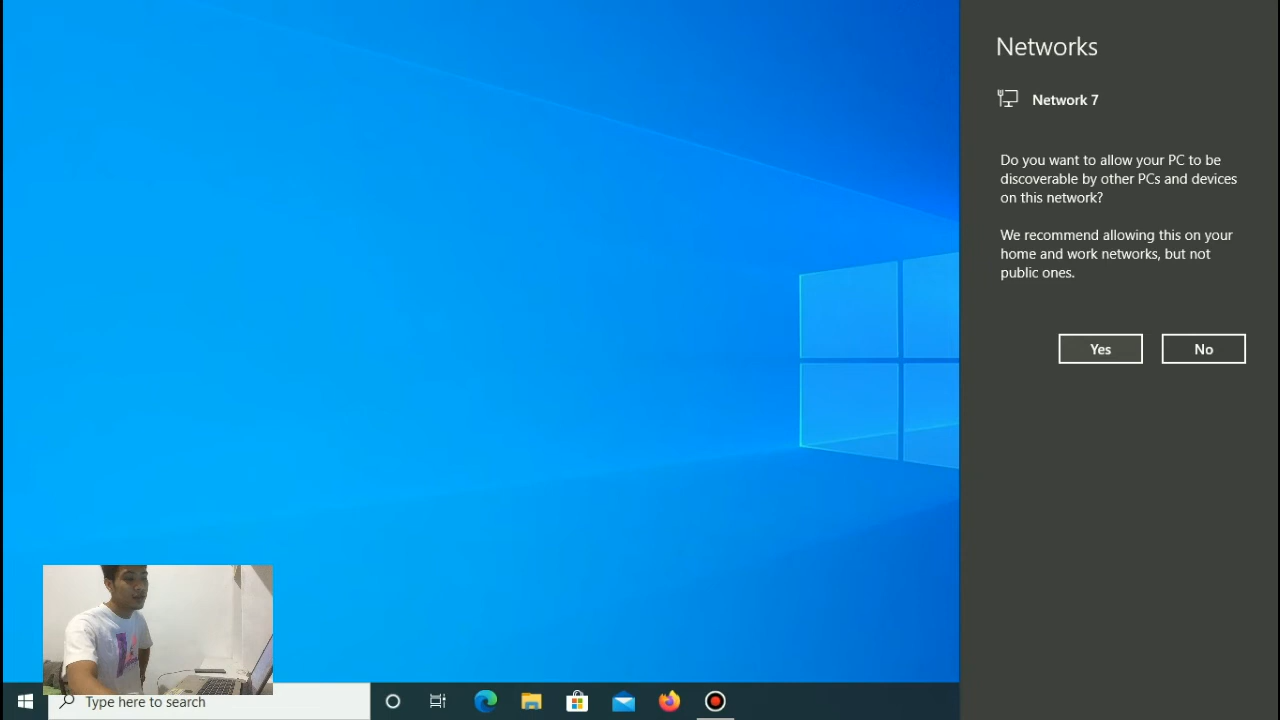 Networks
Network 7
Do you want to allow your PC to be
discoverable by other PCs and devices
on this network?
We recommend allowing this on your
home and work networks, but not
public ones.
Yes
No
Type here to search